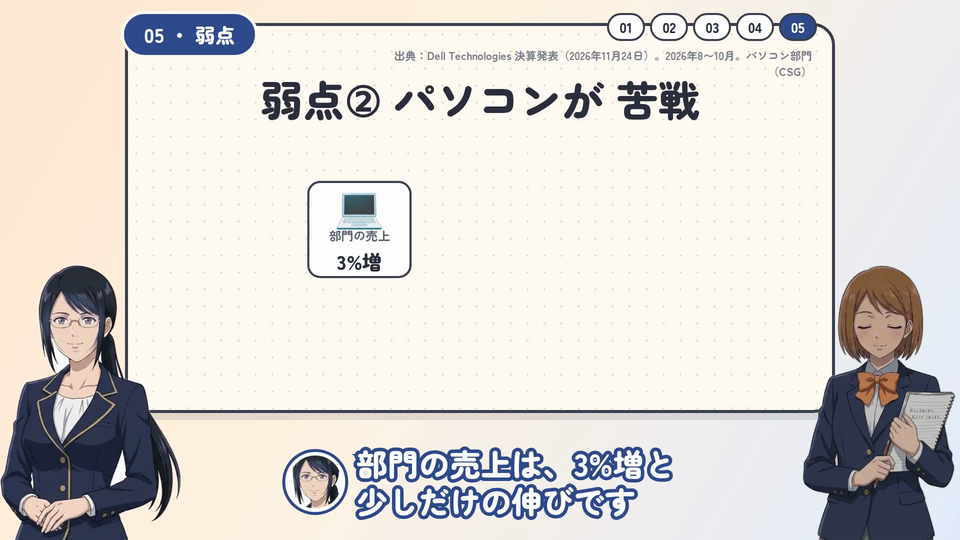 05 ・ 弱点
01 02 03 04 05
出典：Dell Technologies 決算発表（2026年11月24日）。2026年8〜10月。パソコン部門
（CSG）
弱点② パソコンが 苦戦
部門の売上
3%増
部門の売上は、3%増と
少しだけの伸びです